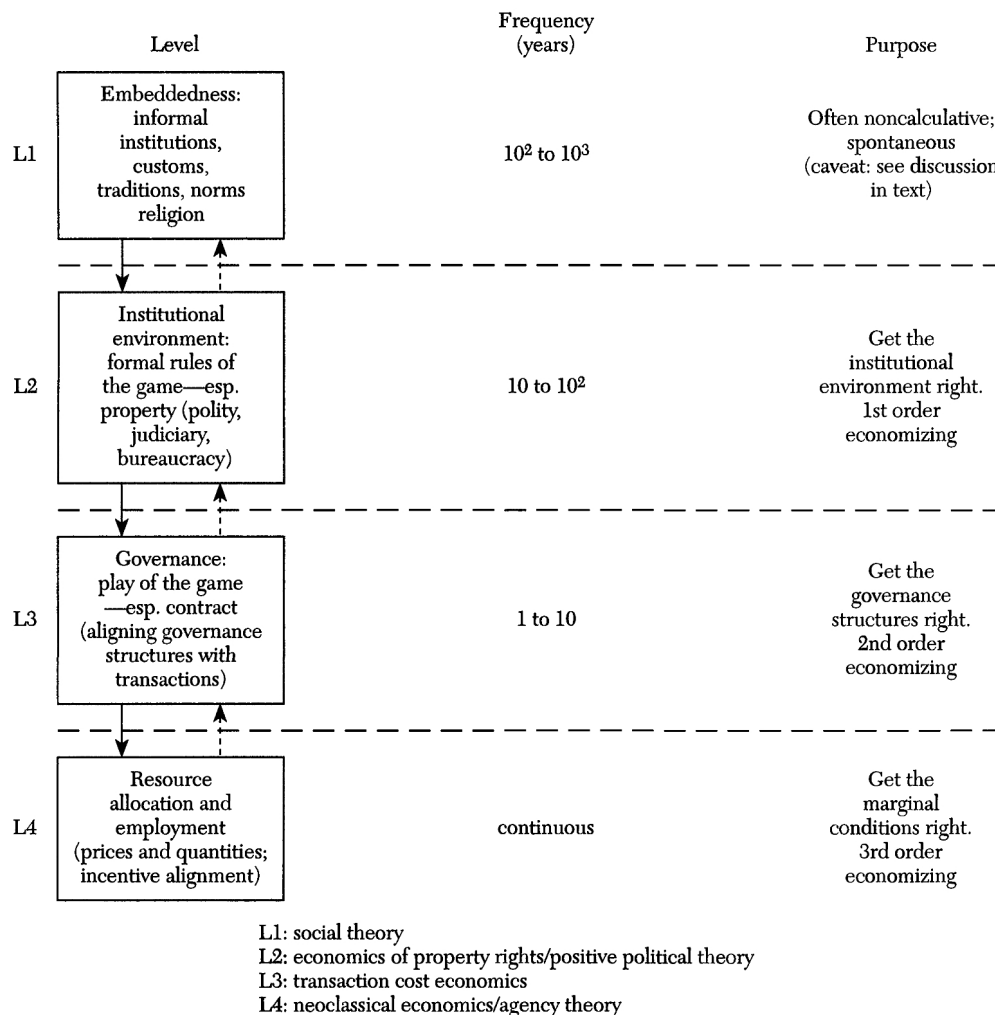 Level
Frequency
(years)
Purpose
L1
Embeddedness:
informal
institutions,
customs,
traditions, norms
religion
10² to 10³
Often noncalculative;
spontaneous
(caveat: see discussion
in text)
L2
Institutional
environment:
formal rules of
the game—esp.
property (polity,
judiciary,
bureaucracy)
10 to 10²
Get the
institutional
environment right.
1st order
economizing
L3
Governance:
play of the game
—esp. contract
(aligning governance
structures with
transactions)
1 to 10
Get the
governance
structures right.
2nd order
economizing
L4
Resource
allocation and
employment
(prices and quantities;
incentive alignment)
continuous
Get the
marginal
conditions right.
3rd order
economizing
L1: social theory
L2: economics of property rights/positive political theory
L3: transaction cost economics
L4: neoclassical economics/agency theory